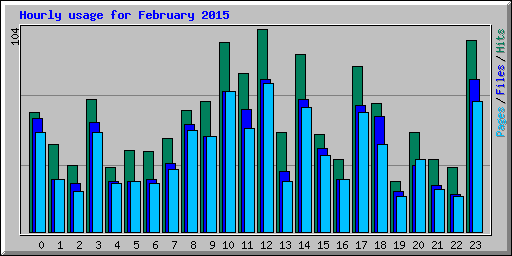 Hourly usage for February 2015
104
Pages/Files/Hits
0 1 2 3 4 5 6 7 8 9 10 11 12 13 14 15 16 17 18 19 20 21 22 23